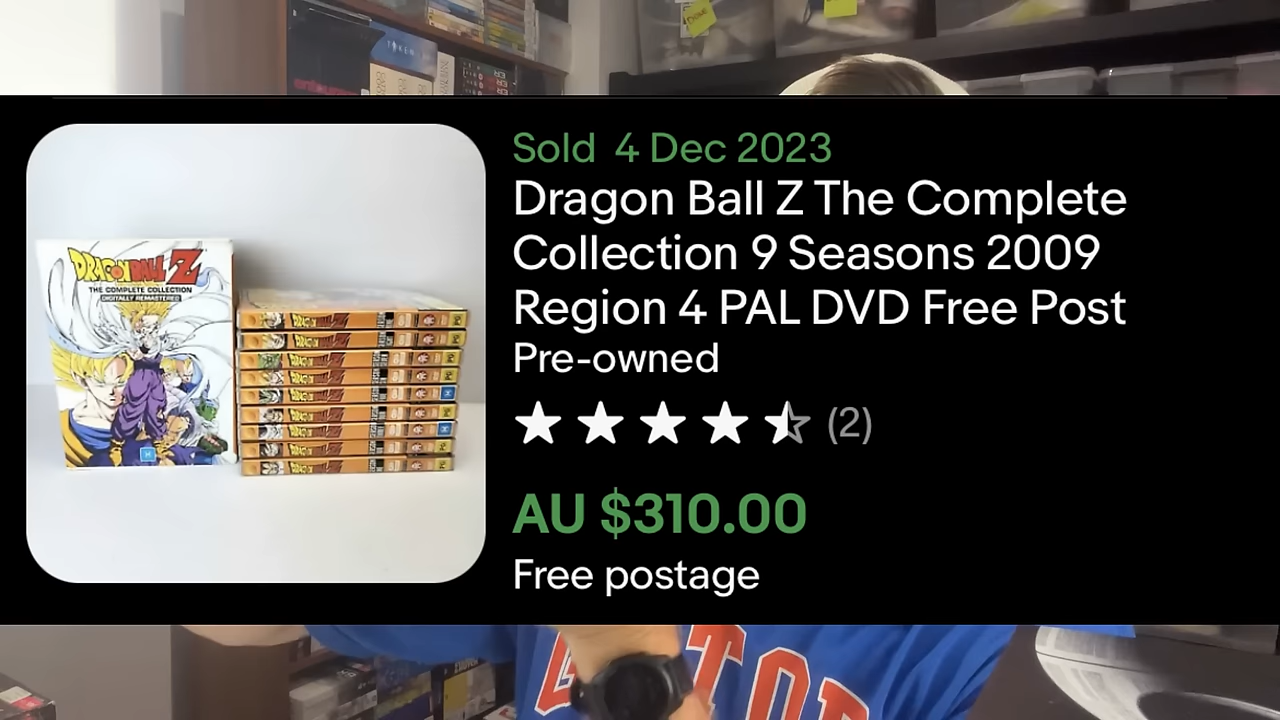 TAKEN
Sold 4 Dec 2023
Dragon Ball Z The Complete
Collection 9 Seasons 2009
Region 4 PAL DVD Free Post
Pre-owned
(2)
AU $310.00
Free postage
DRAGON BALL Z
THE COMPLETE COLLECTION
DIGITALLY REMASTERED